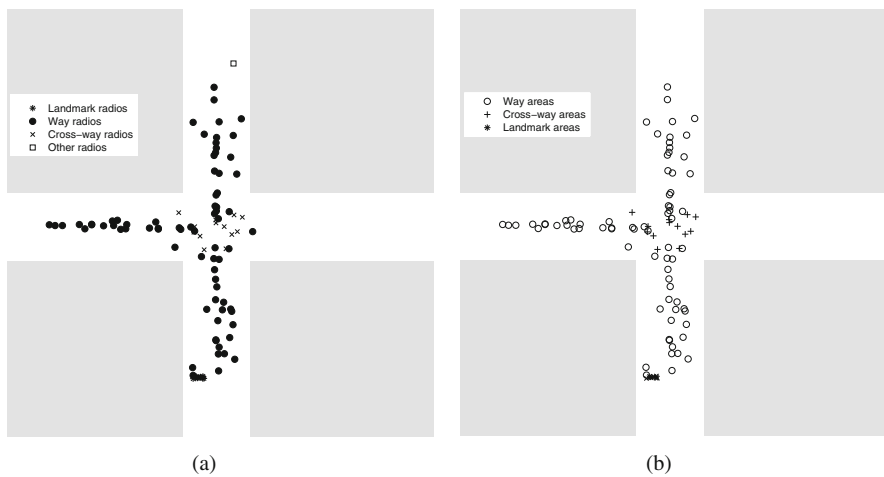 Landmark radios
Way radios
Cross-way radios
Other radios
Way areas
Cross-way areas
Landmark areas
(a)
(b)